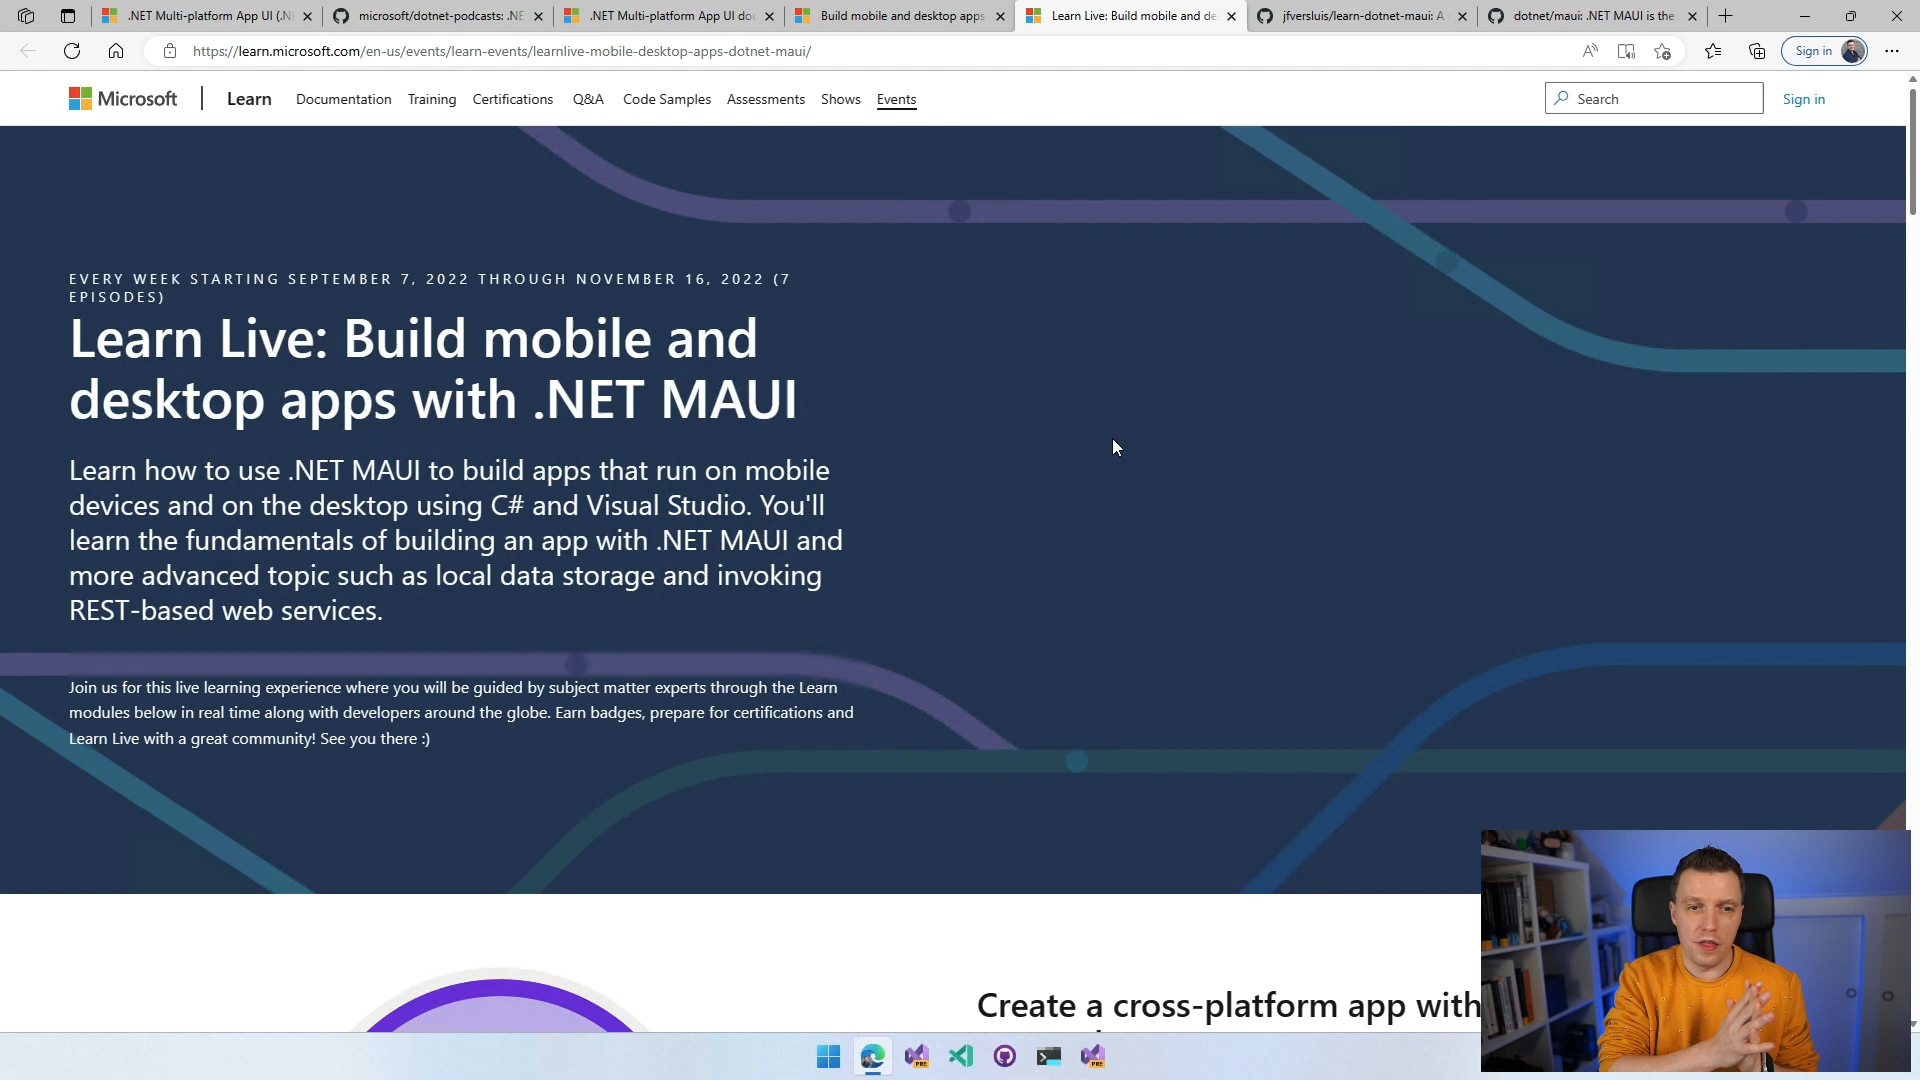 .NET Multi-platform App UI (.N
microsoft/dotnet-podcasts: .NE
.NET Multi-platform App UI do
Build mobile and desktop apps
Learn Live: Build mobile and de
jfversluis/learn-dotnet-maui: A
dotnet/maui: .NET MAUI is the
https://learn.microsoft.com/en-us/events/learn-events/learnlive-mobile-desktop-apps-dotnet-maui/
Sign in
Microsoft
Learn
Documentation
Training
Certifications
Q&A
Code Samples
Assessments
Shows
Events
Search
Sign in
EVERY WEEK STARTING SEPTEMBER 7, 2022 THROUGH NOVEMBER 16, 2022 (7
EPISODES)
Learn Live: Build mobile and
desktop apps with .NET MAUI
Learn how to use .NET MAUI to build apps that run on mobile
devices and on the desktop using C# and Visual Studio. You'll
learn the fundamentals of building an app with .NET MAUI and
more advanced topic such as local data storage and invoking
REST-based web services.
Join us for this live learning experience where you will be guided by subject matter experts through the Learn
modules below in real time along with developers around the globe. Earn badges, prepare for certifications and
Learn Live with a great community! See you there :)
Create a cross-platform app with
PRE
PRE